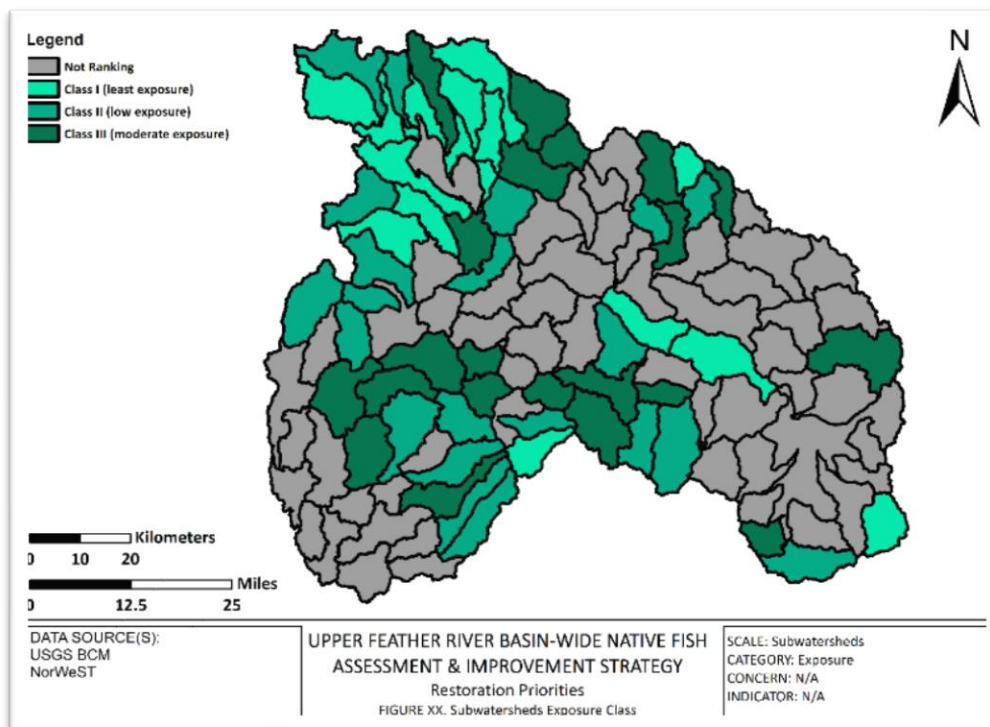 Legend
Not Ranking
Class I (least exposure)
Class II (low exposure)
Class III (moderate exposure)
N
Kilometers
0 10 20
Miles
0 12.5 25
DATA SOURCE(S):
USGS BCM
NorWeST
UPPER FEATHER RIVER BASIN-WIDE NATIVE FISH
ASSESSMENT & IMPROVEMENT STRATEGY
Restoration Priorities
FIGURE XX. Subwatersheds Exposure Class
SCALE: Subwatersheds
CATEGORY: Exposure
CONCERN: N/A
INDICATOR: N/A